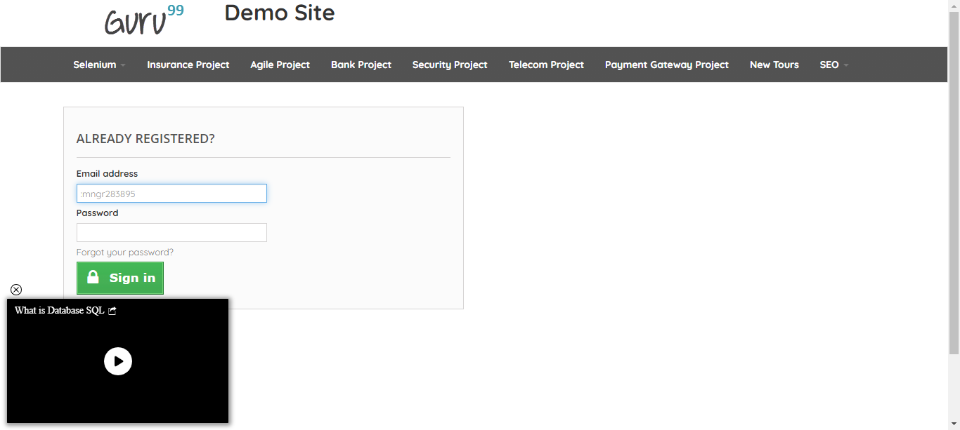 Guru99
Demo Site
Selenium Insurance Project Agile Project Bank Project Security Project Telecom Project Payment Gateway Project New Tours SEO
ALREADY REGISTERED?
Email address
:mngr283895
Password
Forgot your password?
Sign in
What is Database SQL